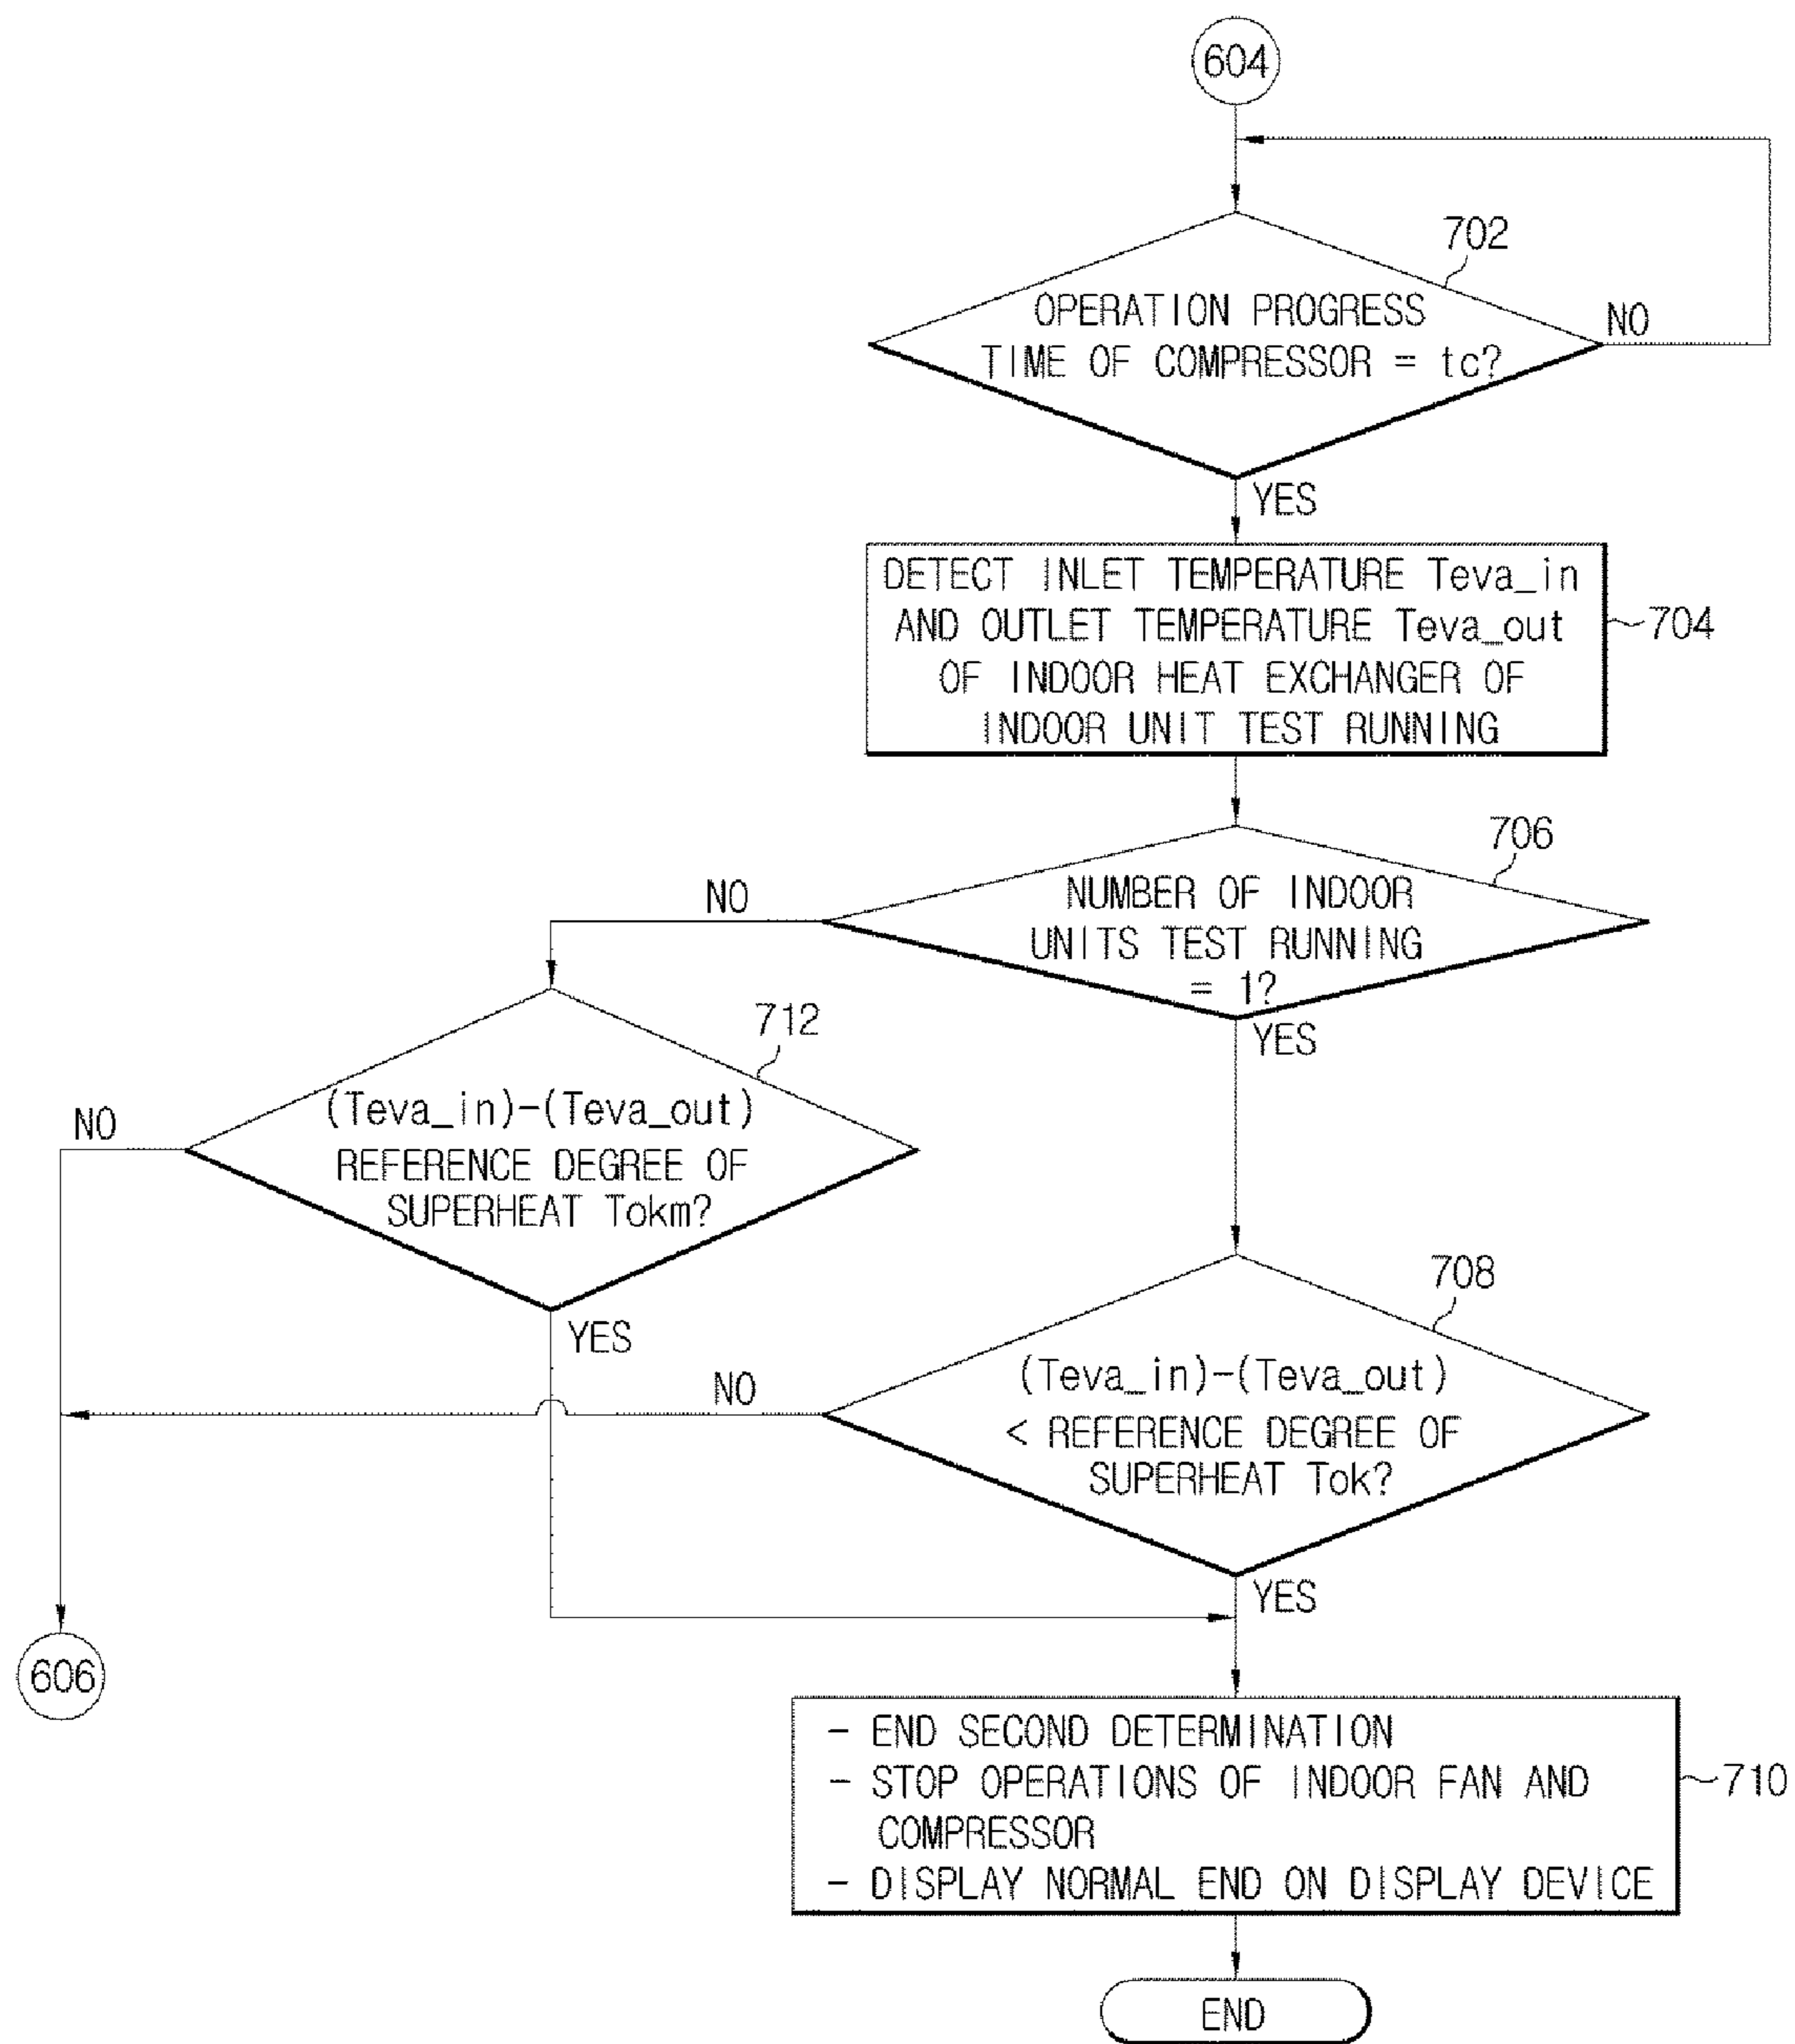 604
702
OPERATION PROGRESS
TIME OF COMPRESSOR = tc?
NO
YES
DETECT INLET TEMPERATURE Teva_in
AND OUTLET TEMPERATURE Teva_out
OF INDOOR HEAT EXCHANGER OF
INDOOR UNIT TEST RUNNING
704
706
NUMBER OF INDOOR
UNITS TEST RUNNING
= 1?
NO
YES
712
(Teva_in)-(Teva_out)
REFERENCE DEGREE OF
SUPERHEAT Tokm?
NO
YES
708
(Teva_in)-(Teva_out)
< REFERENCE DEGREE OF
SUPERHEAT Tok?
NO
YES
606
- END SECOND DETERMINATION
- STOP OPERATIONS OF INDOOR FAN AND
COMPRESSOR
- DISPLAY NORMAL END ON DISPLAY DEVICE
710
END